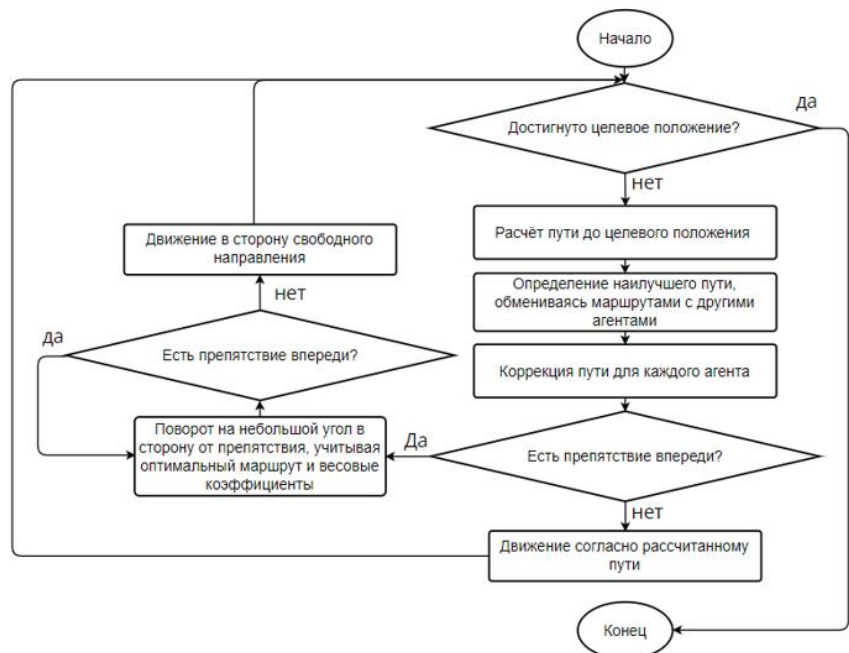 Начало
да
Достигнуто целевое положение?
нет
Расчёт пути до целевого положения
Определение наилучшего пути,
обмениваясь маршрутами с другими
агентами
Коррекция пути для каждого агента
Есть препятствие впереди?
Да
нет
Движение согласно рассчитанному
пути
Поворот на небольшой угол в
сторону от препятствия, учитывая
оптимальный маршрут и весовые
коэффициенты
Есть препятствие впереди?
да
нет
Движение в сторону свободного
направления
Конец